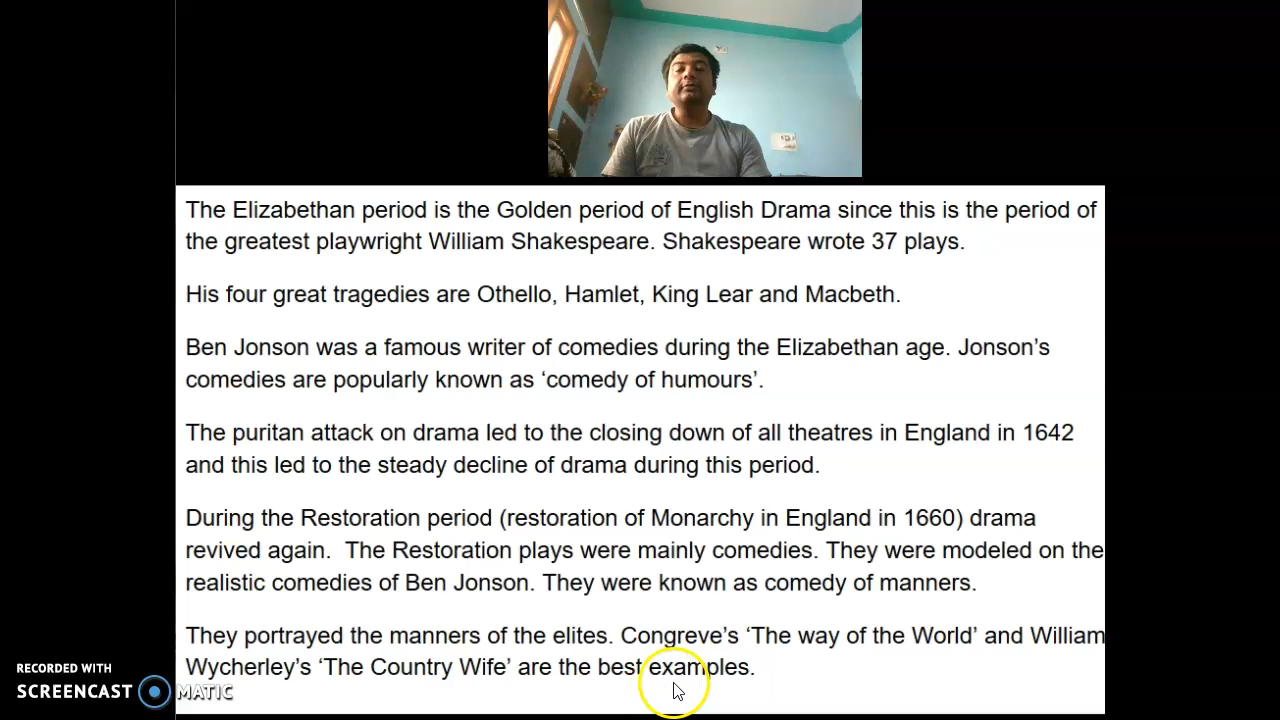 The Elizabethan period is the Golden period of English Drama since this is the period of
the greatest playwright William Shakespeare. Shakespeare wrote 37 plays.
His four great tragedies are Othello, Hamlet, King Lear and Macbeth.
Ben Jonson was a famous writer of comedies during the Elizabethan age. Jonson’s
comedies are popularly known as ‘comedy of humours’.
The puritan attack on drama led to the closing down of all theatres in England in 1642
and this led to the steady decline of drama during this period.
During the Restoration period (restoration of Monarchy in England in 1660) drama
revived again.  The Restoration plays were mainly comedies. They were modeled on the
realistic comedies of Ben Jonson. They were known as comedy of manners.
They portrayed the manners of the elites. Congreve’s ‘The way of the World’ and William
Wycherley’s ‘The Country Wife’ are the best examples.
RECORDED WITH
SCREENCAST MATIC